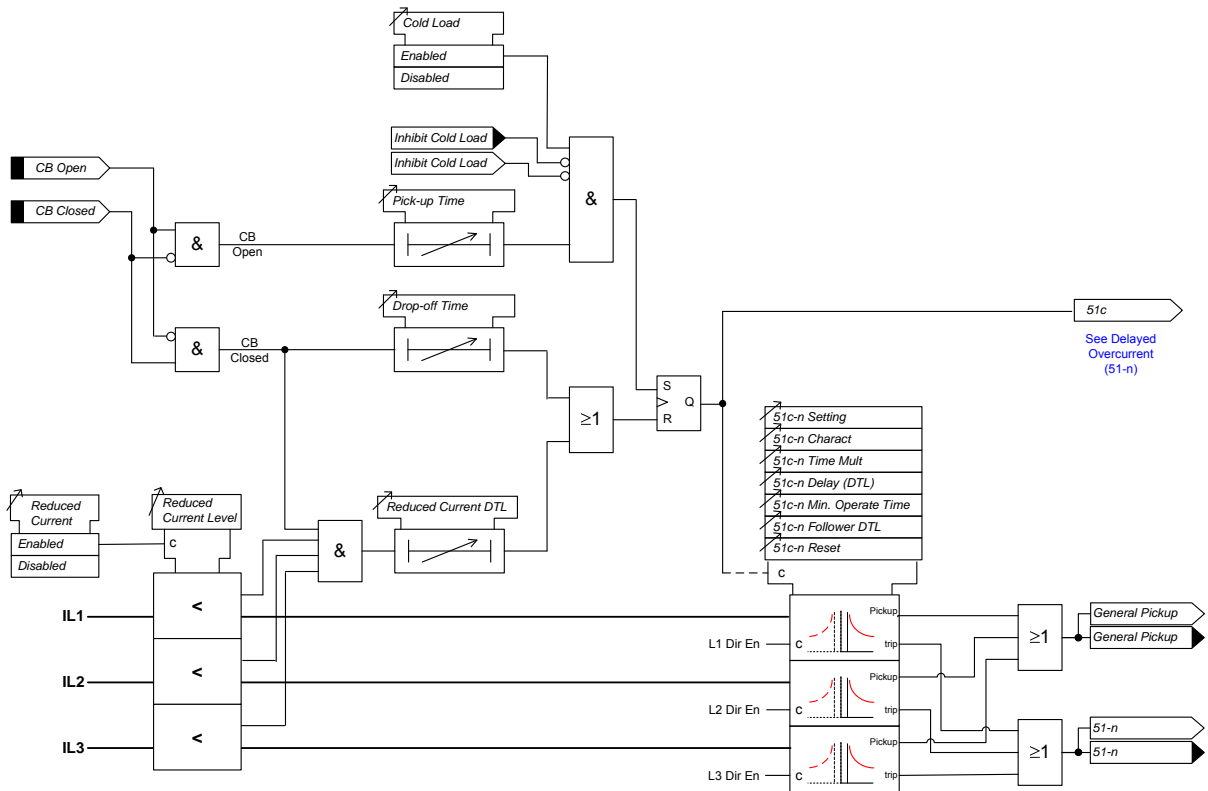 Cold Load
Enabled
Disabled
Inhibit Cold Load
Inhibit Cold Load
&
CB Open
CB Closed
Pick-up Time
&
CB
Open
Drop-off Time
&
CB
Closed
≥1
S
Q
R
51c
See Delayed
Overcurrent
(51-n)
51c-n Setting
51c-n Charact
51c-n Time Mult
51c-n Delay (DTL)
51c-n Min. Operate Time
51c-n Follower DTL
51c-n Reset
c
Reduced
Current
Enabled
Disabled
Reduced
Current Level
c
&
Reduced Current DTL
IL1
<
L1 Dir En
c
Pickup
trip
≥1
General Pickup
General Pickup
IL2
<
L2 Dir En
c
Pickup
trip
IL3
<
L3 Dir En
c
Pickup
trip
≥1
51-n
51-n